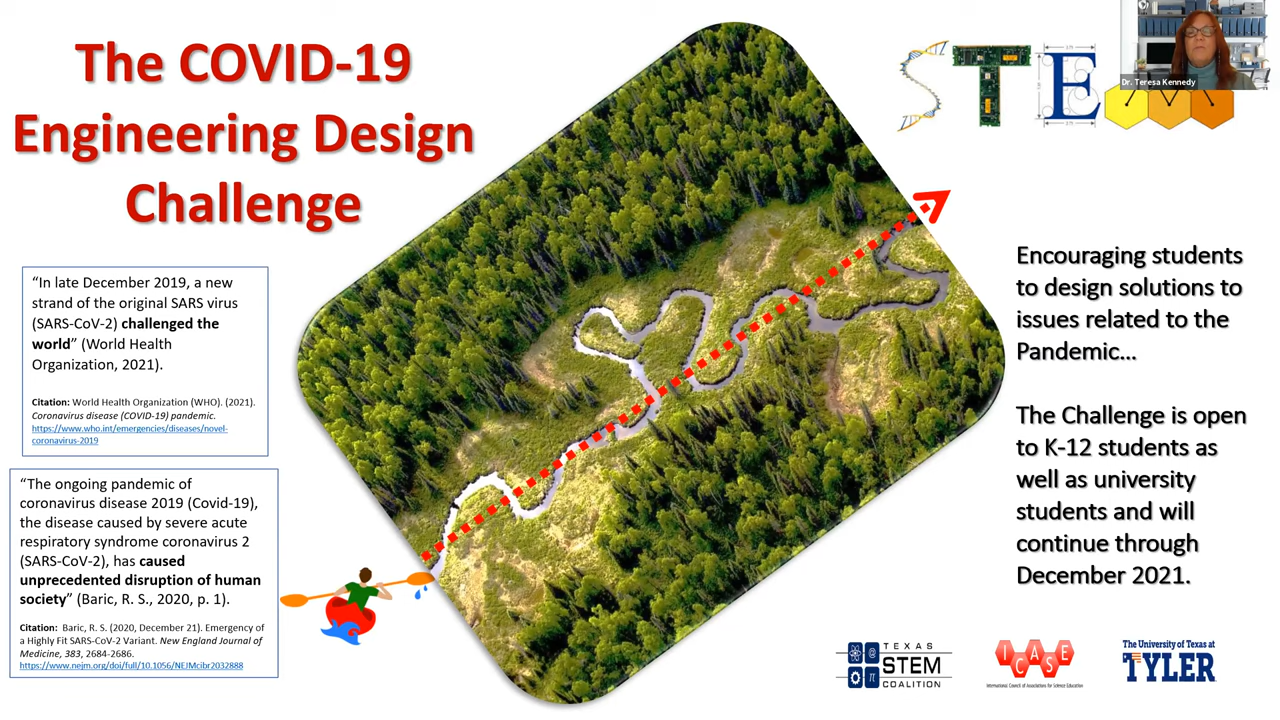 The COVID-19
Engineering Design
Challenge
“In late December 2019, a new
strand of the original SARS virus
(SARS-CoV-2) challenged the
world” (World Health
Organization, 2021).
Citation: World Health Organization (WHO). (2021).
Coronavirus disease (COVID-19) pandemic.
https://www.who.int/emergencies/diseases/novel-
coronavirus-2019
“The ongoing pandemic of
coronavirus disease 2019 (Covid-19),
the disease caused by severe acute
respiratory syndrome coronavirus 2
(SARS-CoV-2), has caused
unprecedented disruption of human
society” (Baric, R. S., 2020, p. 1).
Citation: Baric, R. S. (2020, December 21). Emergency of
a Highly Fit SARS-CoV-2 Variant. New England Journal of
Medicine, 383, 2684-2686.
https://www.nejm.org/doi/full/10.1056/NEJMcibr2032888
STE
Dr. Teresa Kennedy
Encouraging students
to design solutions to
issues related to the
Pandemic...
The Challenge is open
to K-12 students as
well as university
students and will
continue through
December 2021.
TEXAS
STEM
COALITION
@
π
ICASE
International Council of Associations for Science Education
The University of Texas at
TYLER